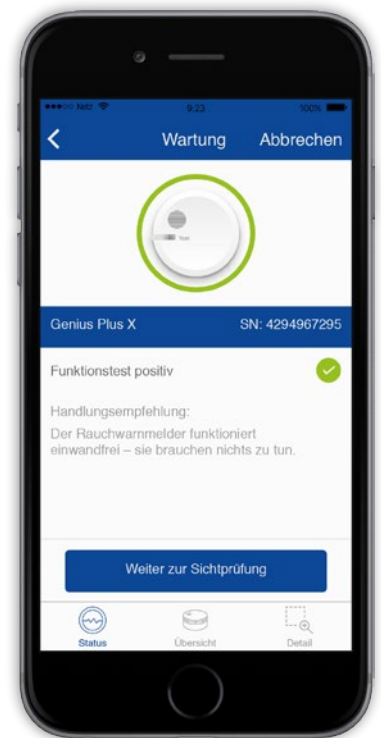 Netz 9:23 100%
Wartung Abbrechen
Test
Genius Plus X SN: 4294967295
Funktionstest positiv
Handlungsempfehlung:
Der Rauchwarnmelder funktioniert
einwandfrei – sie brauchen nichts zu tun.
Weiter zur Sichtprüfung
Status Übersicht Detail